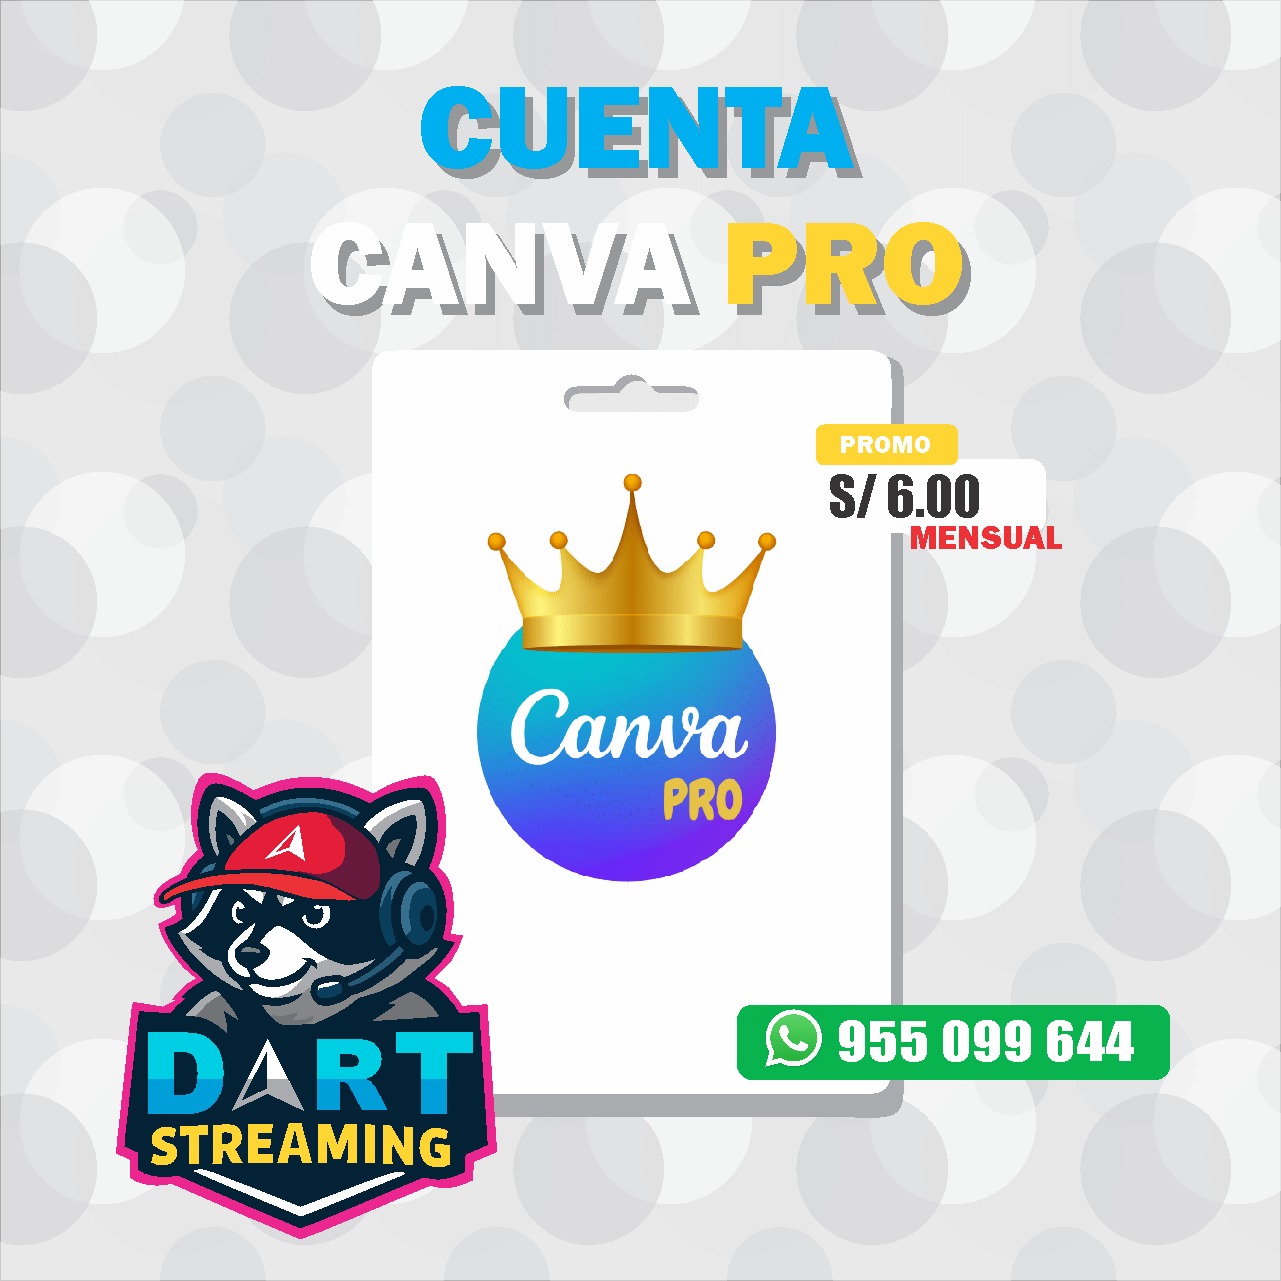 CUENTA
CANVA PRO
PROMO
S/ 6.00
MENSUAL
Canva
PRO
955 099 644
DART
STREAMING